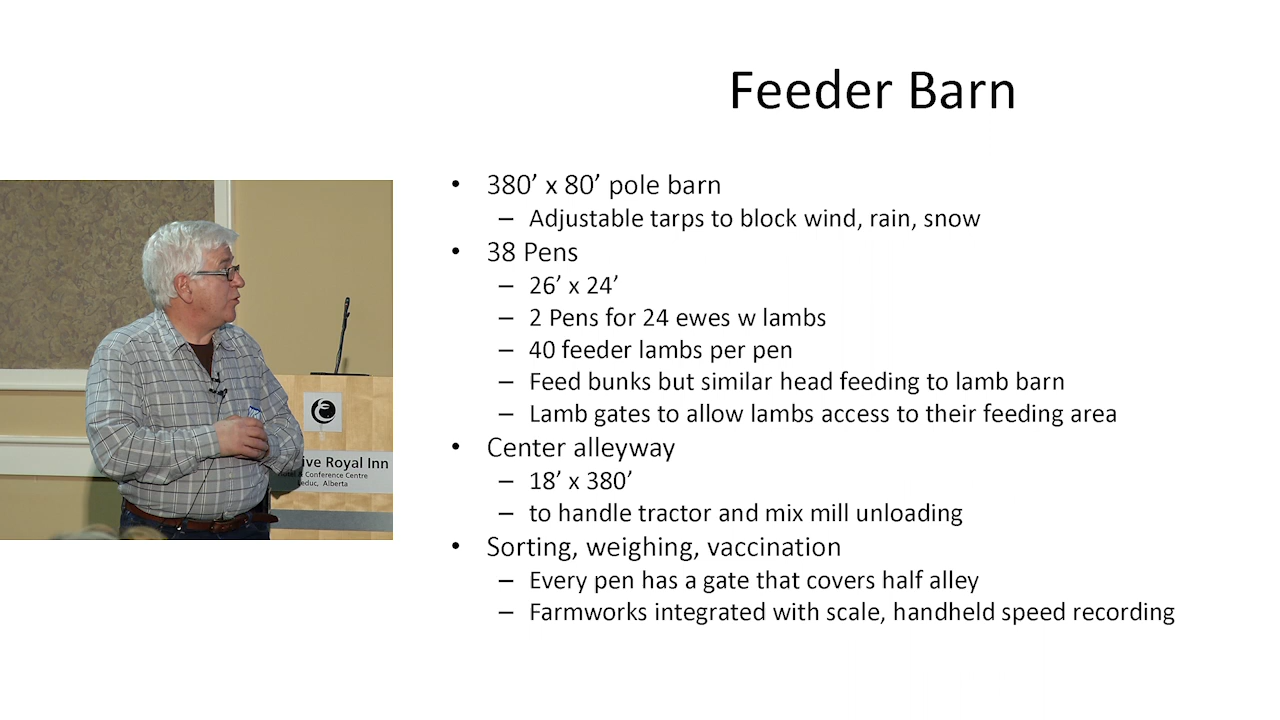 Feeder Barn
• 380’ x 80’ pole barn
– Adjustable tarps to block wind, rain, snow
• 38 Pens
– 26’ x 24’
– 2 Pens for 24 ewes w lambs
– 40 feeder lambs per pen
– Feed bunks but similar head feeding to lamb barn
– Lamb gates to allow lambs access to their feeding area
• Center alleyway
– 18’ x 380’
– to handle tractor and mix mill unloading
• Sorting, weighing, vaccination
– Every pen has a gate that covers half alley
– Farmworks integrated with scale, handheld speed recording
Royal Inn
Conference Centre
Alberta